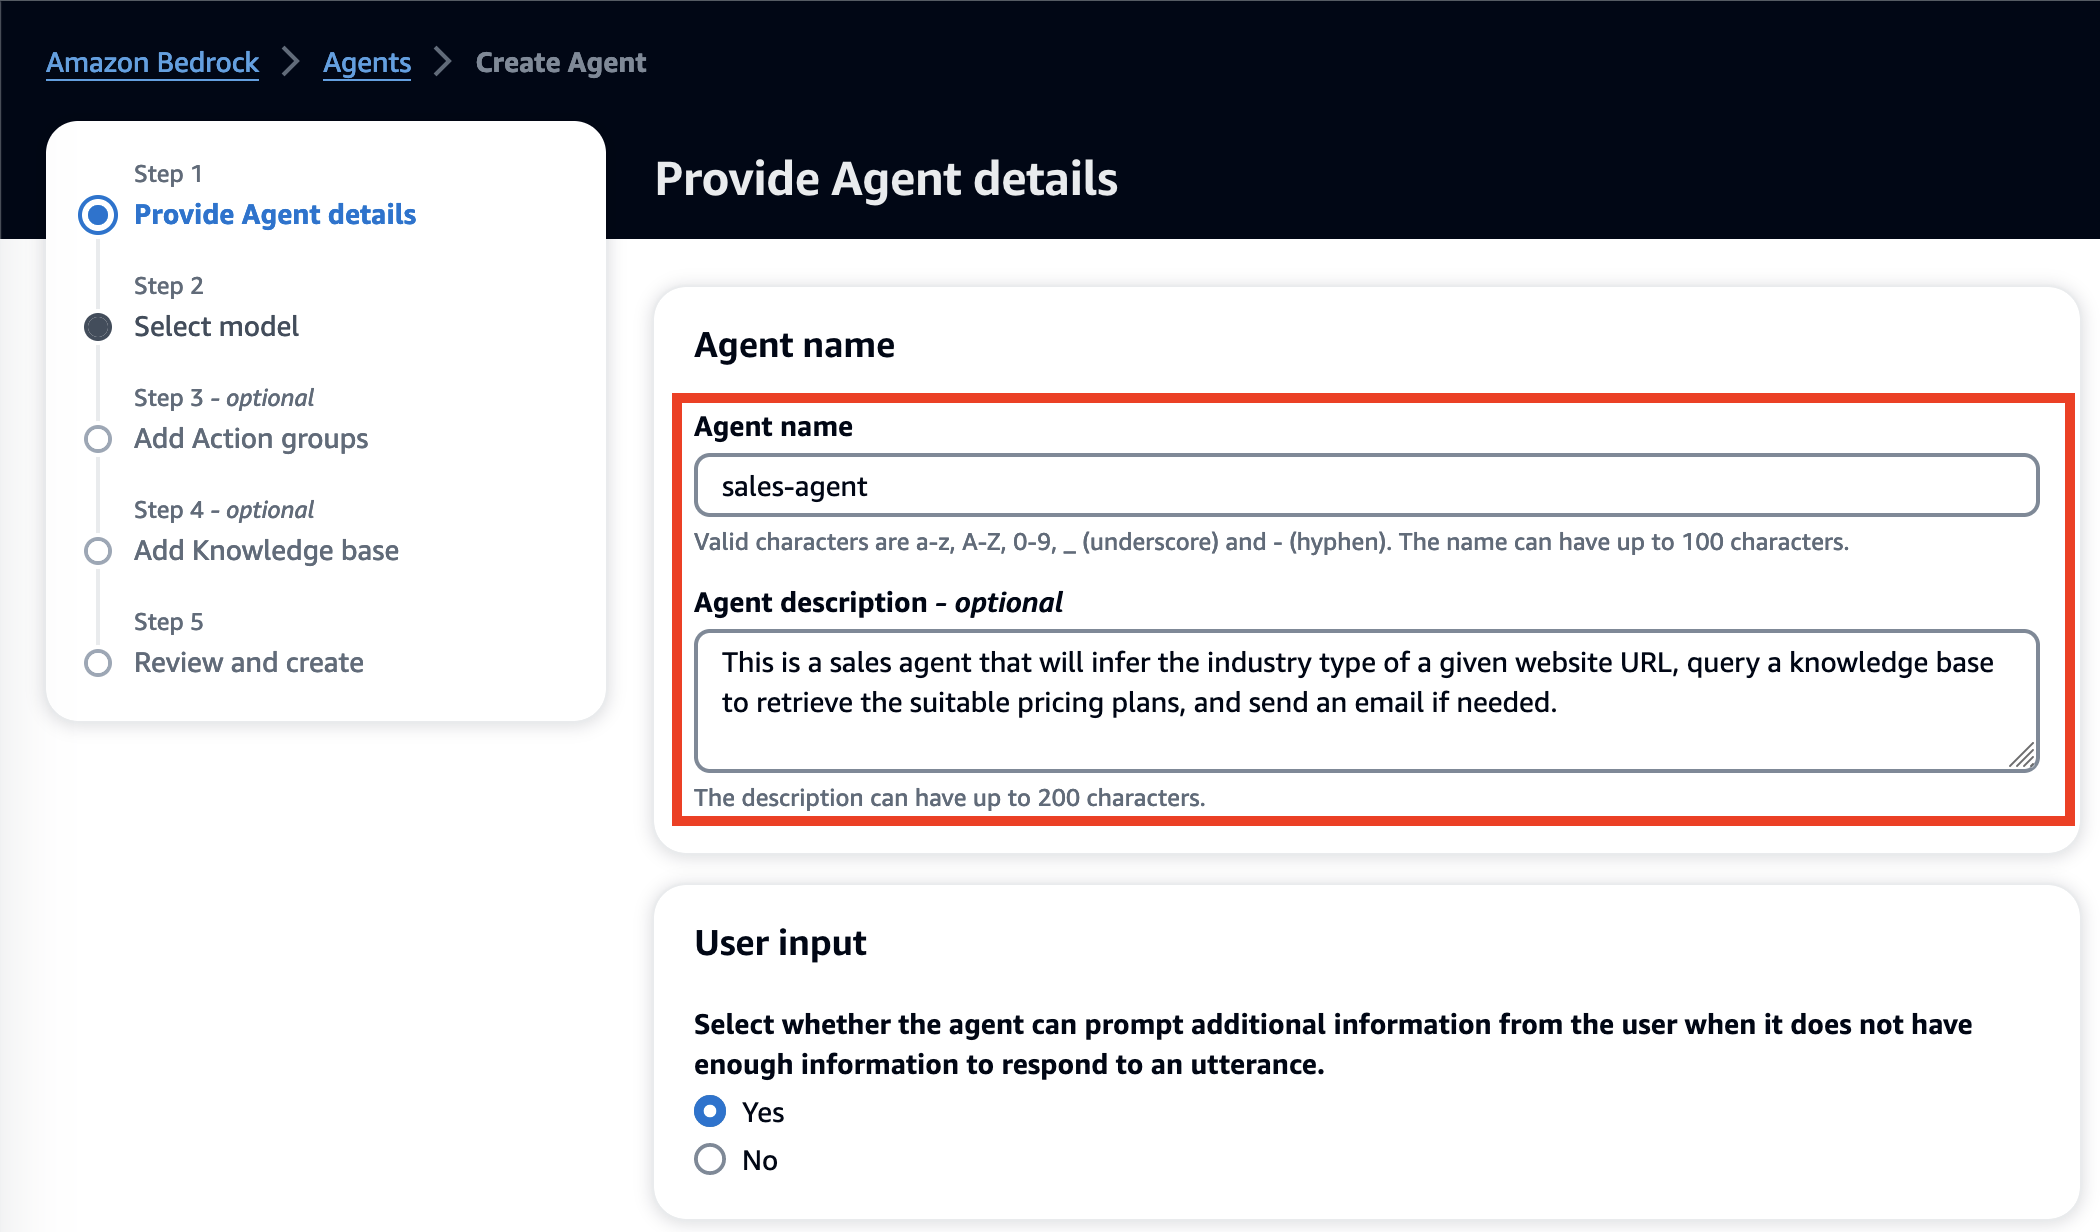 Amazon Bedrock > Agents > Create Agent
Step 1
Provide Agent details
Step 2
Select model
Step 3 - optional
Add Action groups
Step 4 - optional
Add Knowledge base
Step 5
Review and create
Provide Agent details
Agent name
Agent name
sales-agent
Valid characters are a-z, A-Z, 0-9, _ (underscore) and - (hyphen). The name can have up to 100 characters.
Agent description - optional
This is a sales agent that will infer the industry type of a given website URL, query a knowledge base
to retrieve the suitable pricing plans, and send an email if needed.
The description can have up to 200 characters.
User input
Select whether the agent can prompt additional information from the user when it does not have
enough information to respond to an utterance.
Yes
No